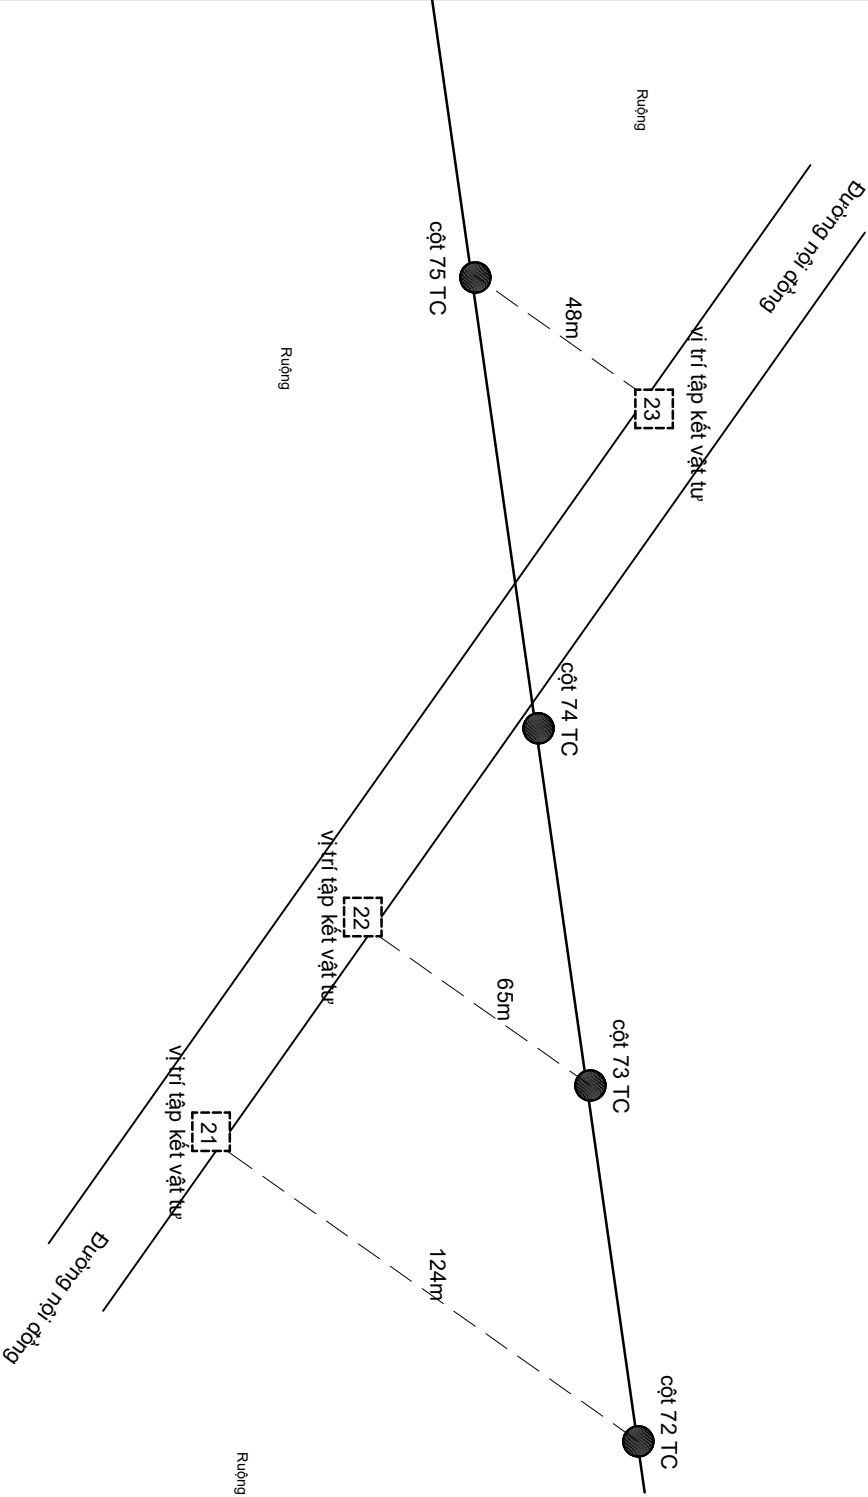 Ruộng
Đường nội đồng
cột 75 TC
48m
Ruộng
vị trí tập kết vật tư
23
cột 74 TC
vị trí tập kết vật tư
22
65m
cột 73 TC
vị trí tập kết vật tư
21
Đường nội đồng
124m
cột 72 TC
Ruộng